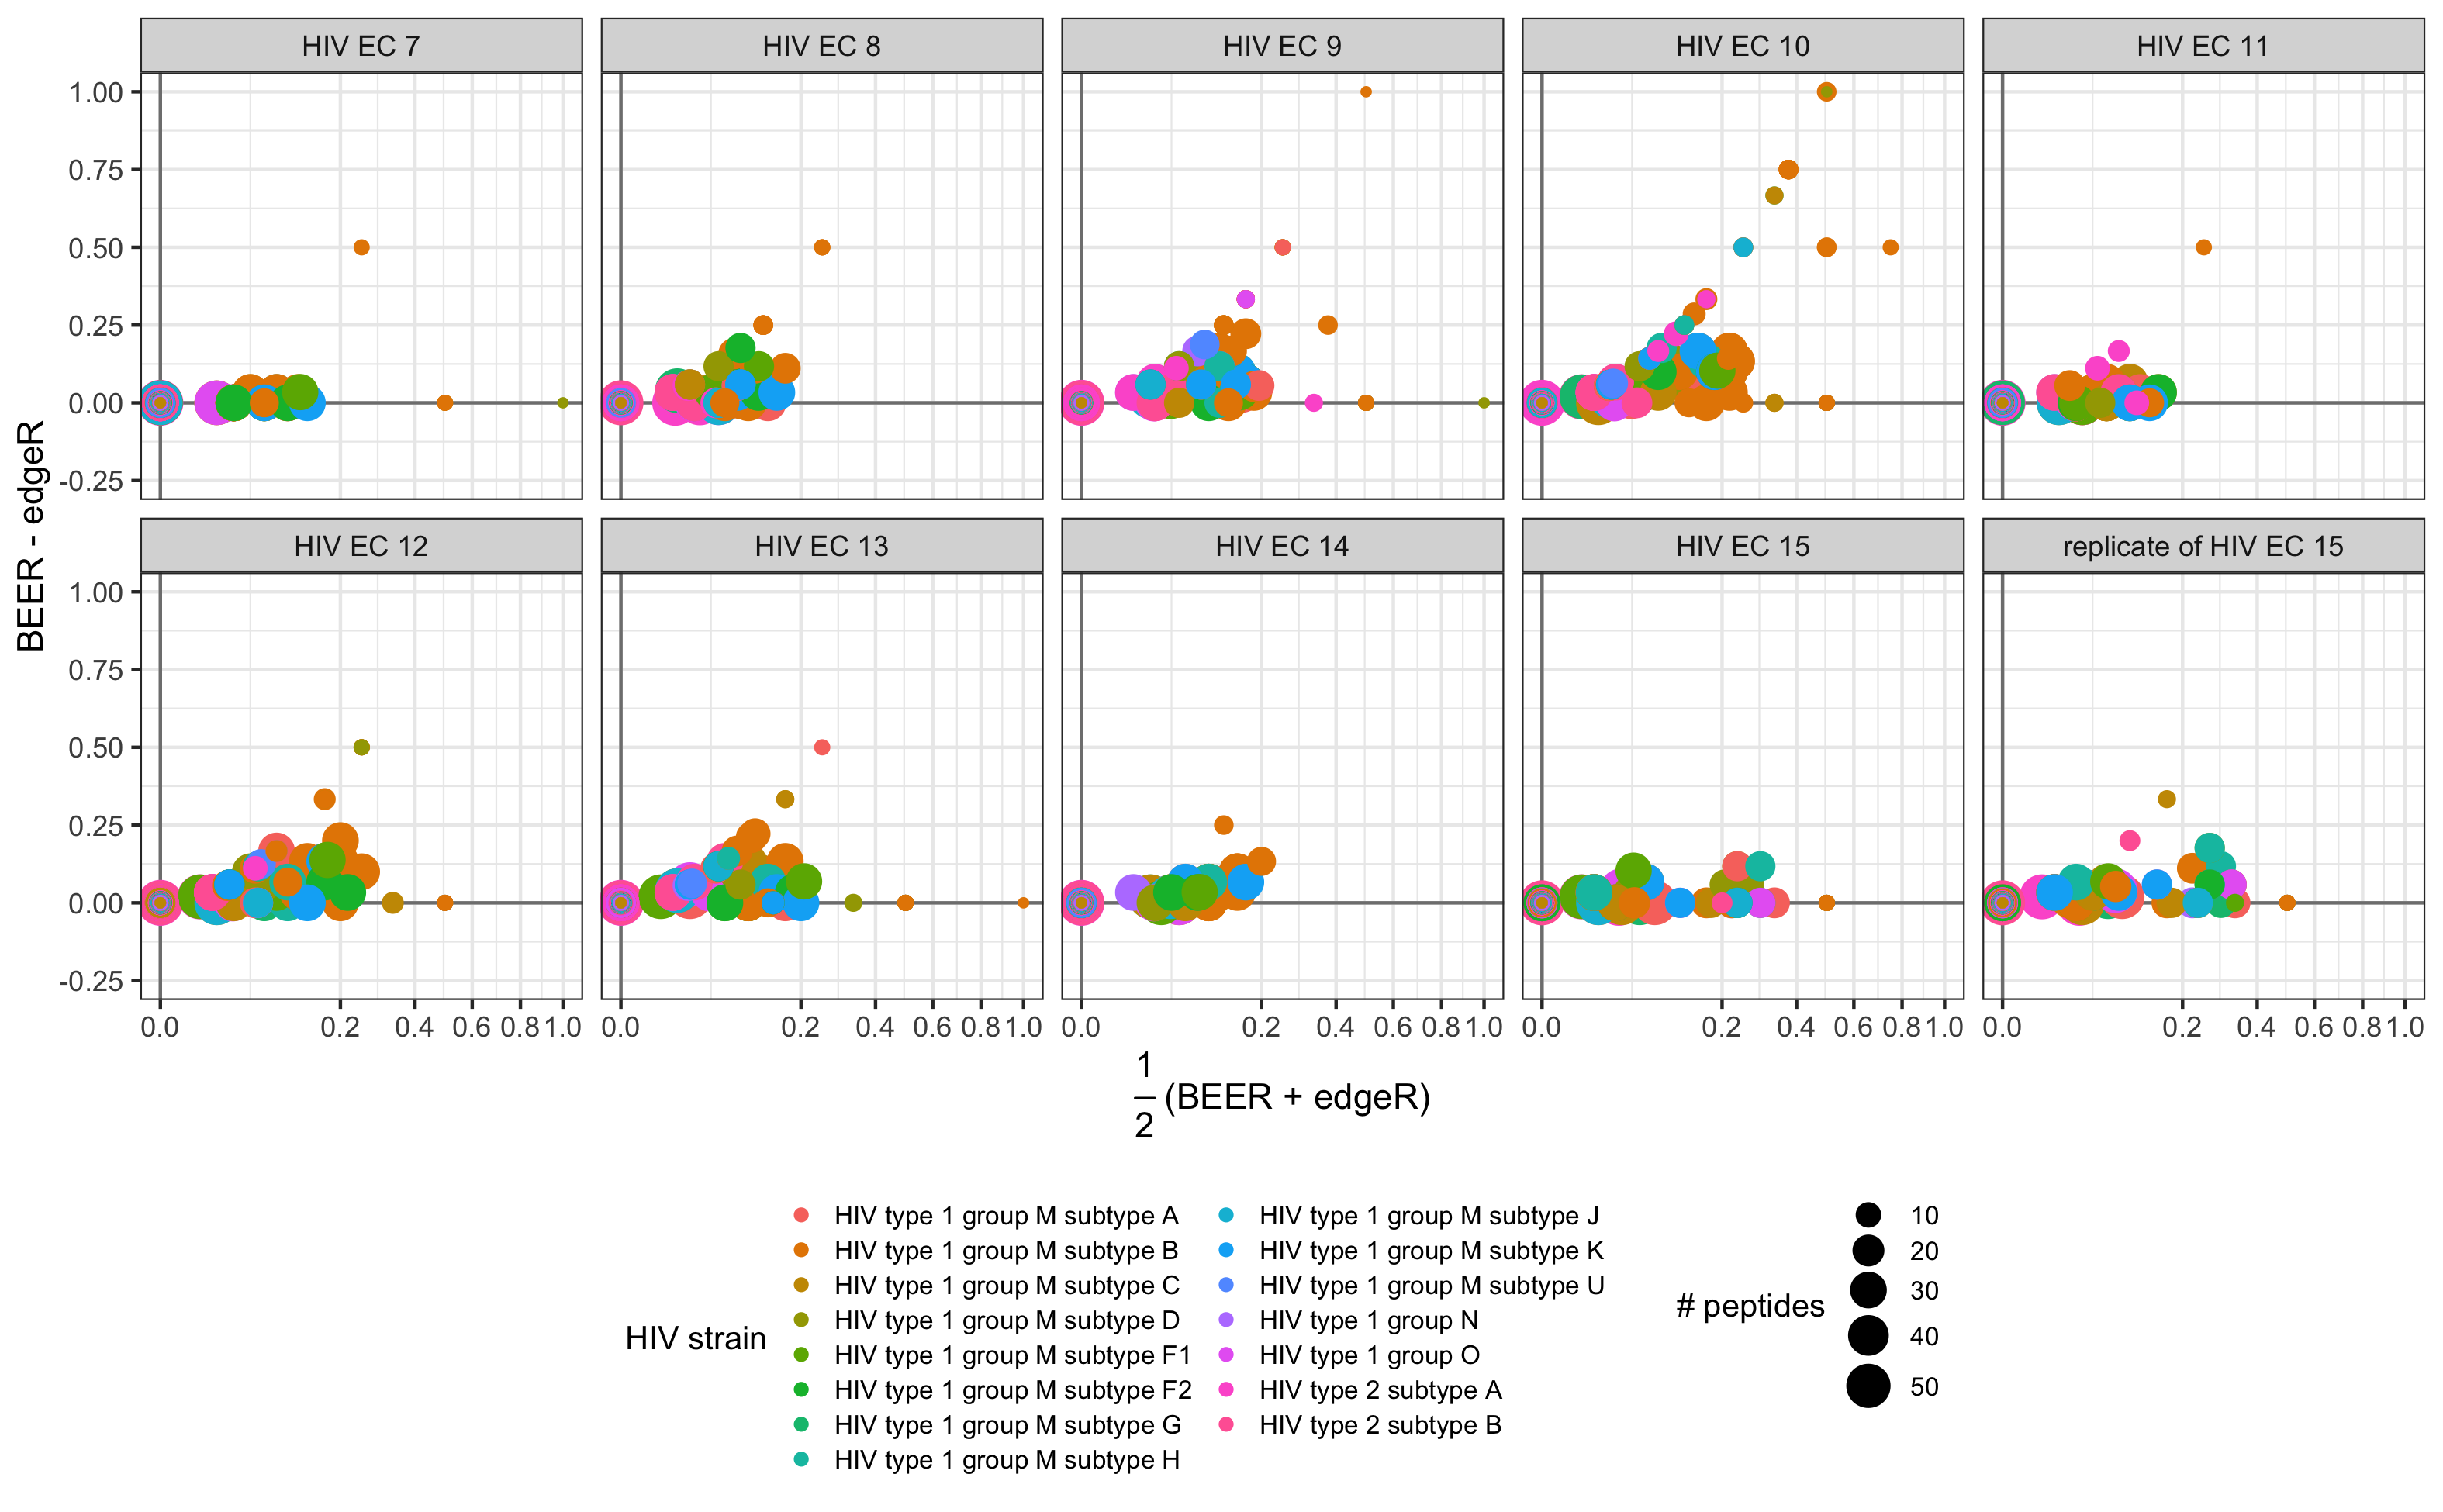 HIV EC 7 HIV EC 8 HIV EC 9 HIV EC 10 HIV EC 11
1.00
0.75
0.50
0.25
0.00
-0.25
BEER - edgeR
HIV EC 12 HIV EC 13 HIV EC 14 HIV EC 15 replicate of HIV EC 15
1.00
0.75
0.50
0.25
0.00
-0.25
0.0 0.2 0.4 0.6 0.8 1.0 0.0 0.2 0.4 0.6 0.8 1.0 0.0 0.2 0.4 0.6 0.8 1.0 0.0 0.2 0.4 0.6 0.8 1.0 0.0 0.2 0.4 0.6 0.8 1.0
1
2
(BEER + edgeR)
HIV strain
HIV type 1 group M subtype A
HIV type 1 group M subtype B
HIV type 1 group M subtype C
HIV type 1 group M subtype D
HIV type 1 group M subtype F1
HIV type 1 group M subtype F2
HIV type 1 group M subtype G
HIV type 1 group M subtype H
HIV type 1 group M subtype J
HIV type 1 group M subtype K
HIV type 1 group M subtype U
HIV type 1 group N
HIV type 1 group O
HIV type 2 subtype A
HIV type 2 subtype B
# peptides
10
20
30
40
50